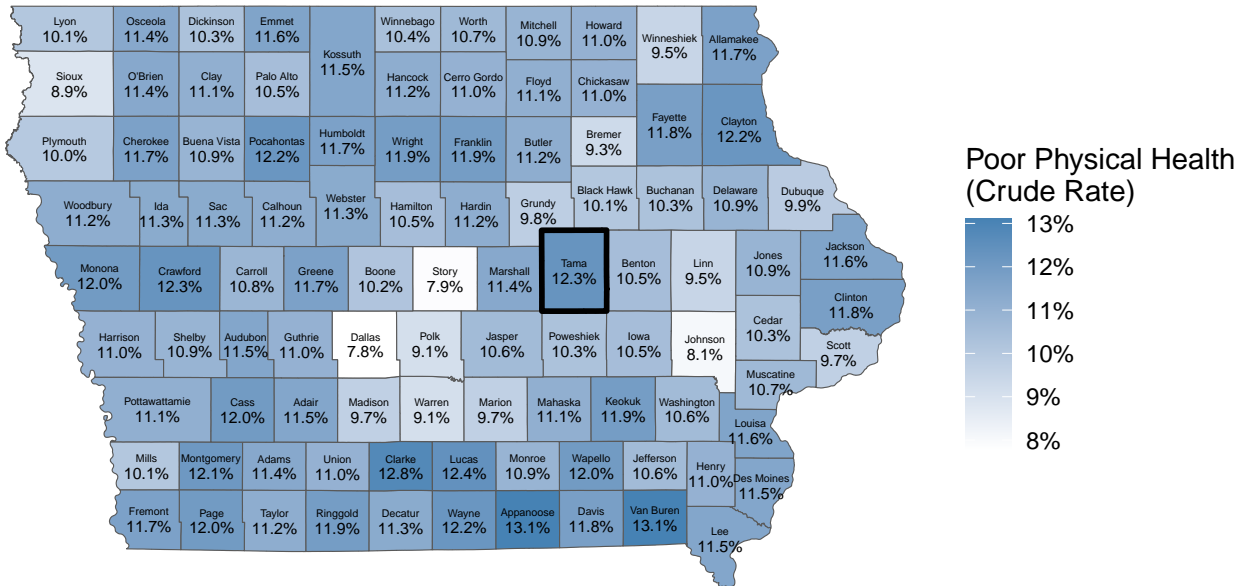 Lyon
10.1%
Osceola
11.4%
Dickinson
10.3%
Emmet
11.6%
Kossuth
11.5%
Winnebago
10.4%
Worth
10.7%
Mitchell
10.9%
Howard
11.0%
Winneshiek
9.5%
Allamakee
11.7%
Sioux
8.9%
O'Brien
11.4%
Clay
11.1%
Palo Alto
10.5%
Hancock
11.2%
Cerro Gordo
11.0%
Floyd
11.1%
Chickasaw
11.0%
Fayette
11.8%
Clayton
12.2%
Plymouth
10.0%
Cherokee
11.7%
Buena Vista
10.9%
Pocahontas
12.2%
Humboldt
11.7%
Wright
11.9%
Franklin
11.9%
Butler
11.2%
Bremer
9.3%
Woodbury
11.2%
Ida
11.3%
Sac
11.3%
Calhoun
11.2%
Webster
11.3%
Hamilton
10.5%
Hardin
11.2%
Grundy
9.8%
Black Hawk
10.1%
Buchanan
10.3%
Delaware
10.9%
Dubuque
9.9%
Monona
12.0%
Crawford
12.3%
Carroll
10.8%
Greene
11.7%
Boone
10.2%
Story
7.9%
Marshall
11.4%
Tama
12.3%
Benton
10.5%
Linn
9.5%
Jones
10.9%
Jackson
11.6%
Clinton
11.8%
Harrison
11.0%
Shelby
10.9%
Audubon
11.5%
Guthrie
11.0%
Dallas
7.8%
Polk
9.1%
Jasper
10.6%
Poweshiek
10.3%
Iowa
10.5%
Johnson
8.1%
Cedar
10.3%
Scott
9.7%
Muscatine
10.7%
Pottawattamie
11.1%
Cass
12.0%
Adair
11.5%
Madison
9.7%
Warren
9.1%
Marion
9.7%
Mahaska
11.1%
Keokuk
11.9%
Washington
10.6%
Louisa
11.6%
Mills
10.1%
Montgomery
12.1%
Adams
11.4%
Union
11.0%
Clarke
12.8%
Lucas
12.4%
Monroe
10.9%
Wapello
12.0%
Jefferson
10.6%
Henry
11.0%
Des Moines
11.5%
Fremont
11.7%
Page
12.0%
Taylor
11.2%
Ringgold
11.9%
Decatur
11.3%
Wayne
12.2%
Appanoose
13.1%
Davis
11.8%
Van Buren
13.1%
Lee
11.5%
Poor Physical Health
(Crude Rate)
13%
12%
11%
10%
9%
8%